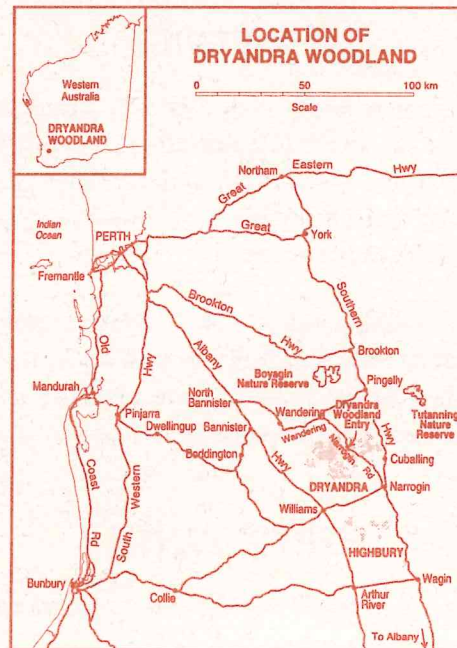 LOCATION OF
DRYANDRA WOODLAND
0 50 100 km
Scale
Western
Australia
DRYANDRA
WOODLAND
Northam
Eastern
Hwy
Great
Great
York
Indian
Ocean
PERTH
Fremantle
Southern
Brookton
Hwy
Brookton
Old
Hwy
Albany
Boyagin
Nature Reserve
Pingelly
Mandurah
North
Bannister
Wandering
Dryandra
Woodland
Entry
Tutanning
Nature
Reserve
Pinjarra
Dwellingup
Bannister
Wandering
Narrogin
Rd
Hwy
Cuballing
Boddington
Hwy
DRYANDRA
Narrogin
Coast
Western
Williams
South
HIGHBURY
Rd
Bunbury
Collie
Arthur
River
Wagin
To Albany